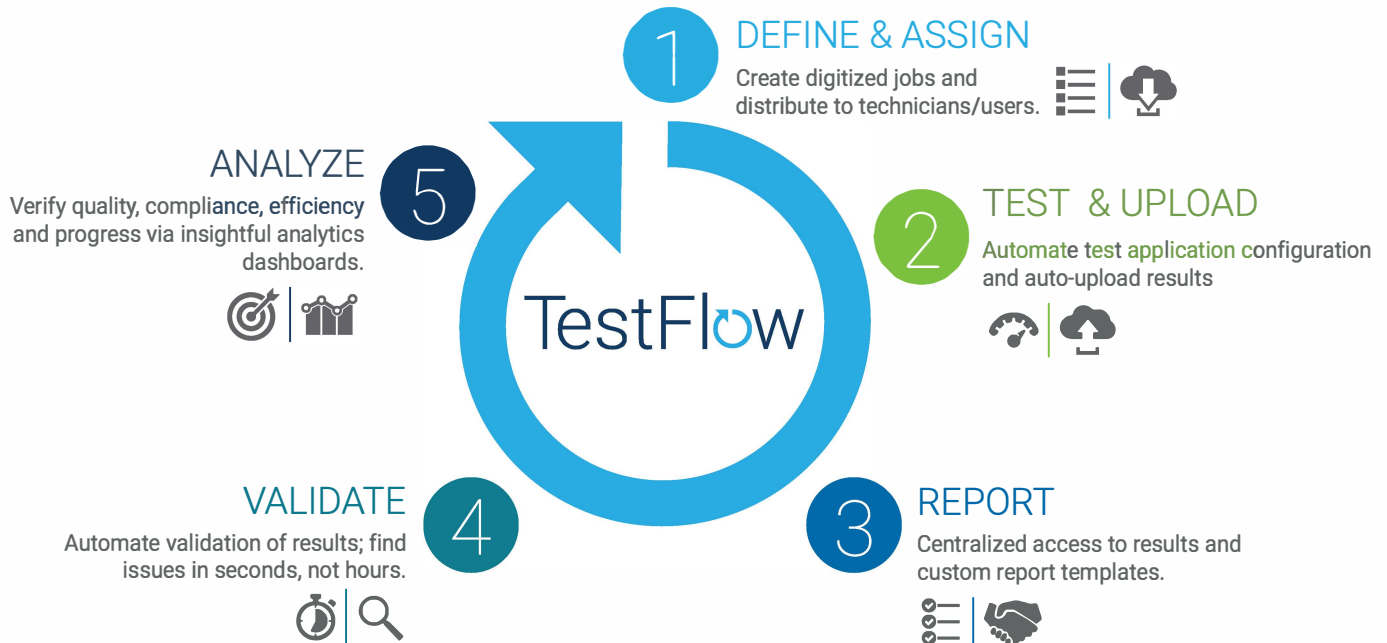 1
DEFINE & ASSIGN
Create digitized jobs and
distribute to technicians/users.
2
TEST & UPLOAD
Automate test application configuration
and auto-upload results
3
REPORT
Centralized access to results and
custom report templates.
4
VALIDATE
Automate validation of results; find
issues in seconds, not hours.
5
ANALYZE
Verify quality, compliance, efficiency
and progress via insightful analytics
dashboards.
TestFlow